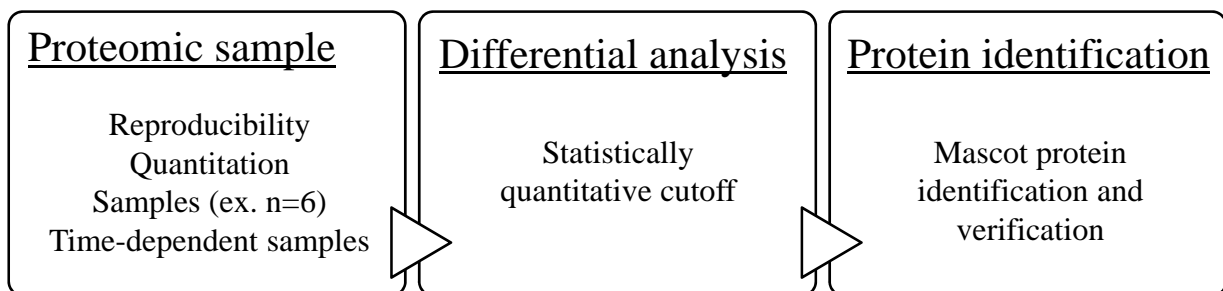 Proteomic sample
Reproducibility
Quantitation
Samples (ex. n=6)
Time-dependent samples
Differential analysis
Statistically
quantitative cutoff
Protein identification
Mascot protein
identification and
verification